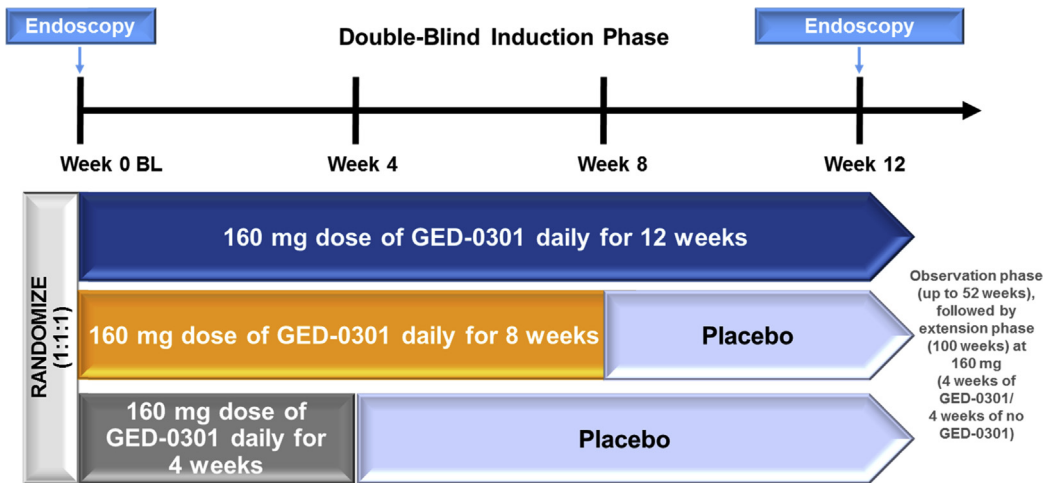 Endoscopy
Double-Blind Induction Phase
Endoscopy
Week 0 BL
Week 4
Week 8
Week 12
RANDOMIZE
(1:1:1)
160 mg dose of GED-0301 daily for 12 weeks
160 mg dose of GED-0301 daily for 8 weeks
Placebo
160 mg dose of
GED-0301 daily for
4 weeks
Placebo
Observation phase
(up to 52 weeks),
followed by
extension phase
(100 weeks) at
160 mg
(4 weeks of
GED-0301/
4 weeks of no
GED-0301)